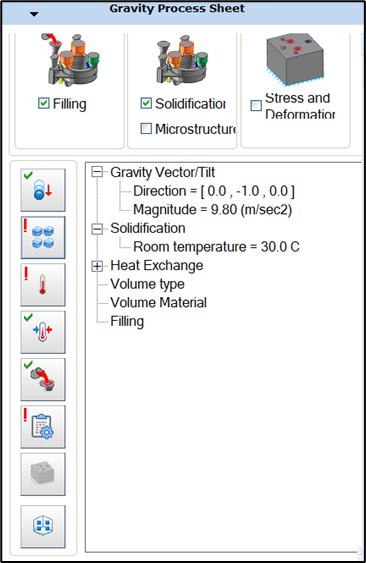 Gravity Process Sheet
Filling
Solidification
Microstructure
Stress and
Deformation
Gravity Vector/Tilt
Direction = [ 0.0 , -1.0 , 0.0 ]
Magnitude = 9.80 (m/sec2)
Solidification
Room temperature = 30.0 C
Heat Exchange
Volume type
Volume Material
Filling